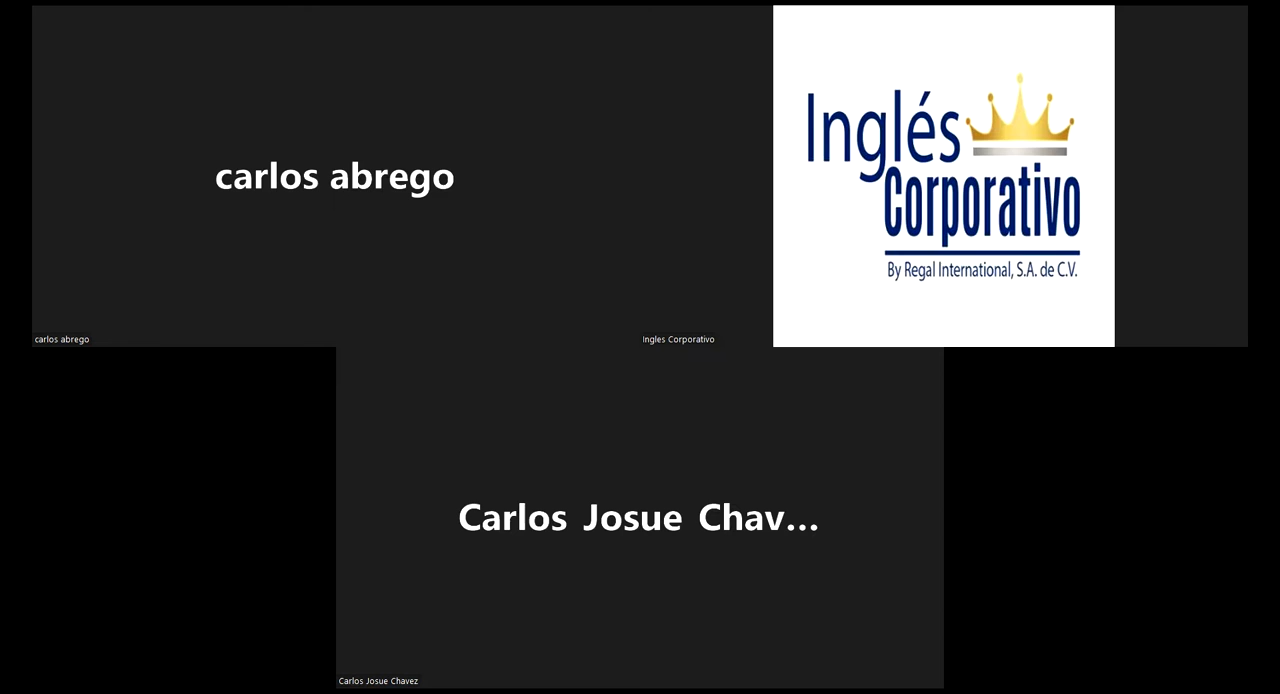 carlos abrego
carlos abrego
Inglés
Corporativo
By Regal International, S.A. de C.V.
Ingles Corporativo
Carlos Josue Chav...
Carlos Josue Chavez